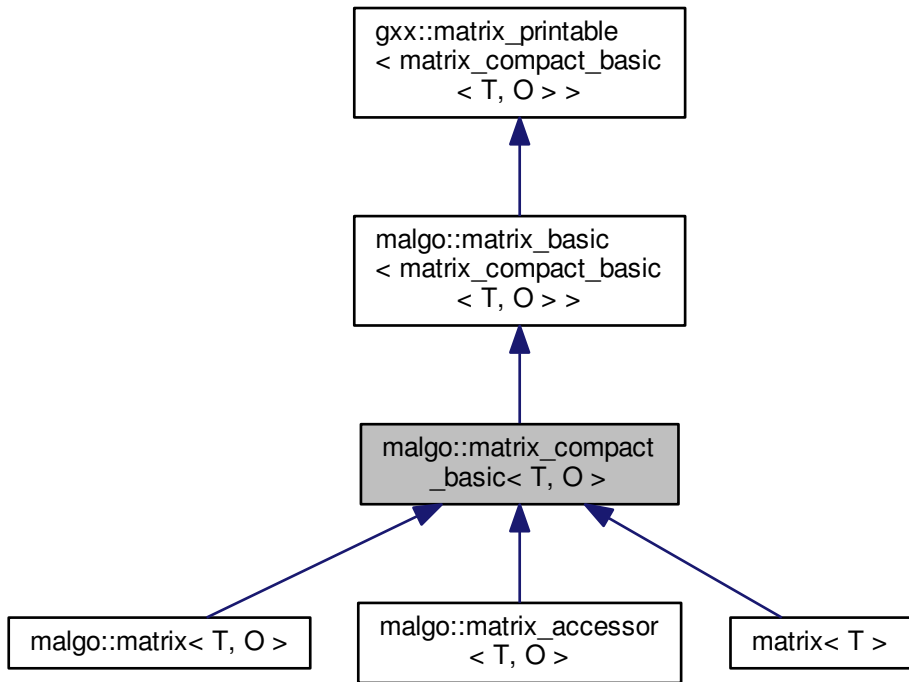 gxx::matrix_printable
< matrix_compact_basic
< T, O > >
malgo::matrix_basic
< matrix_compact_basic
< T, O > >
malgo::matrix_compact
_basic< T, O >
malgo::matrix< T, O >
malgo::matrix_accessor
< T, O >
matrix< T >